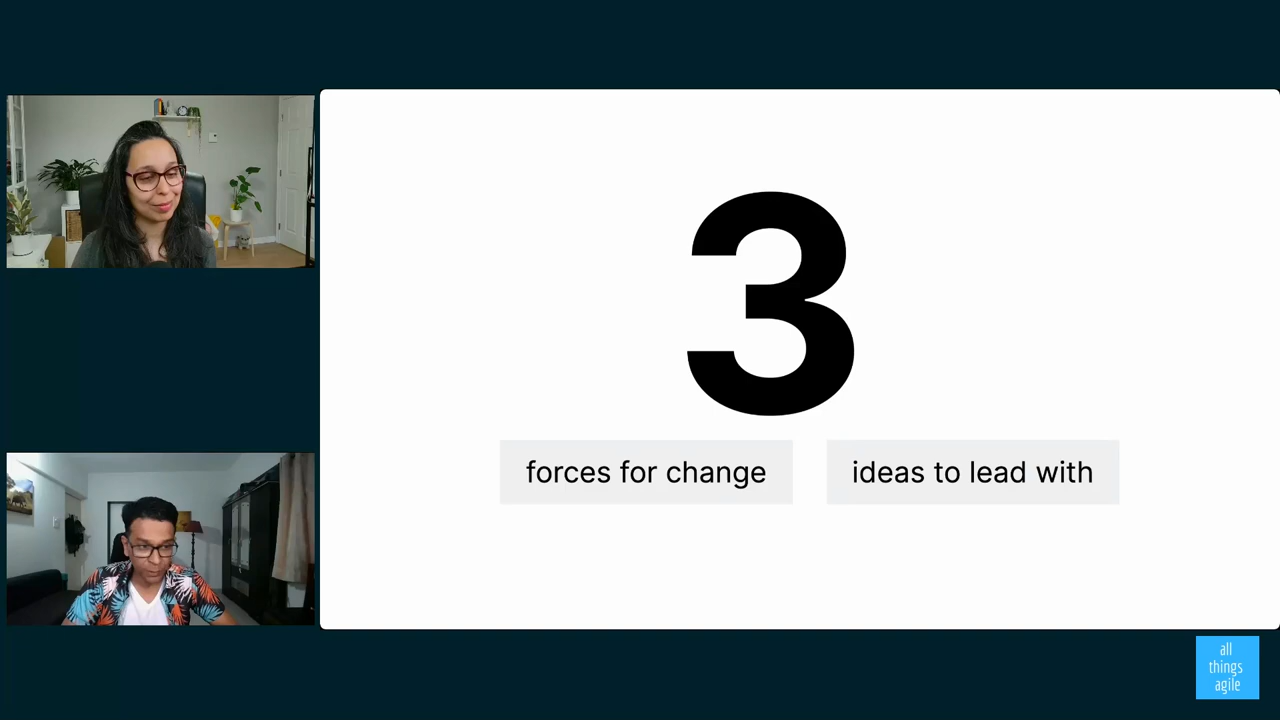 3
forces for change
ideas to lead with
all
things
agile